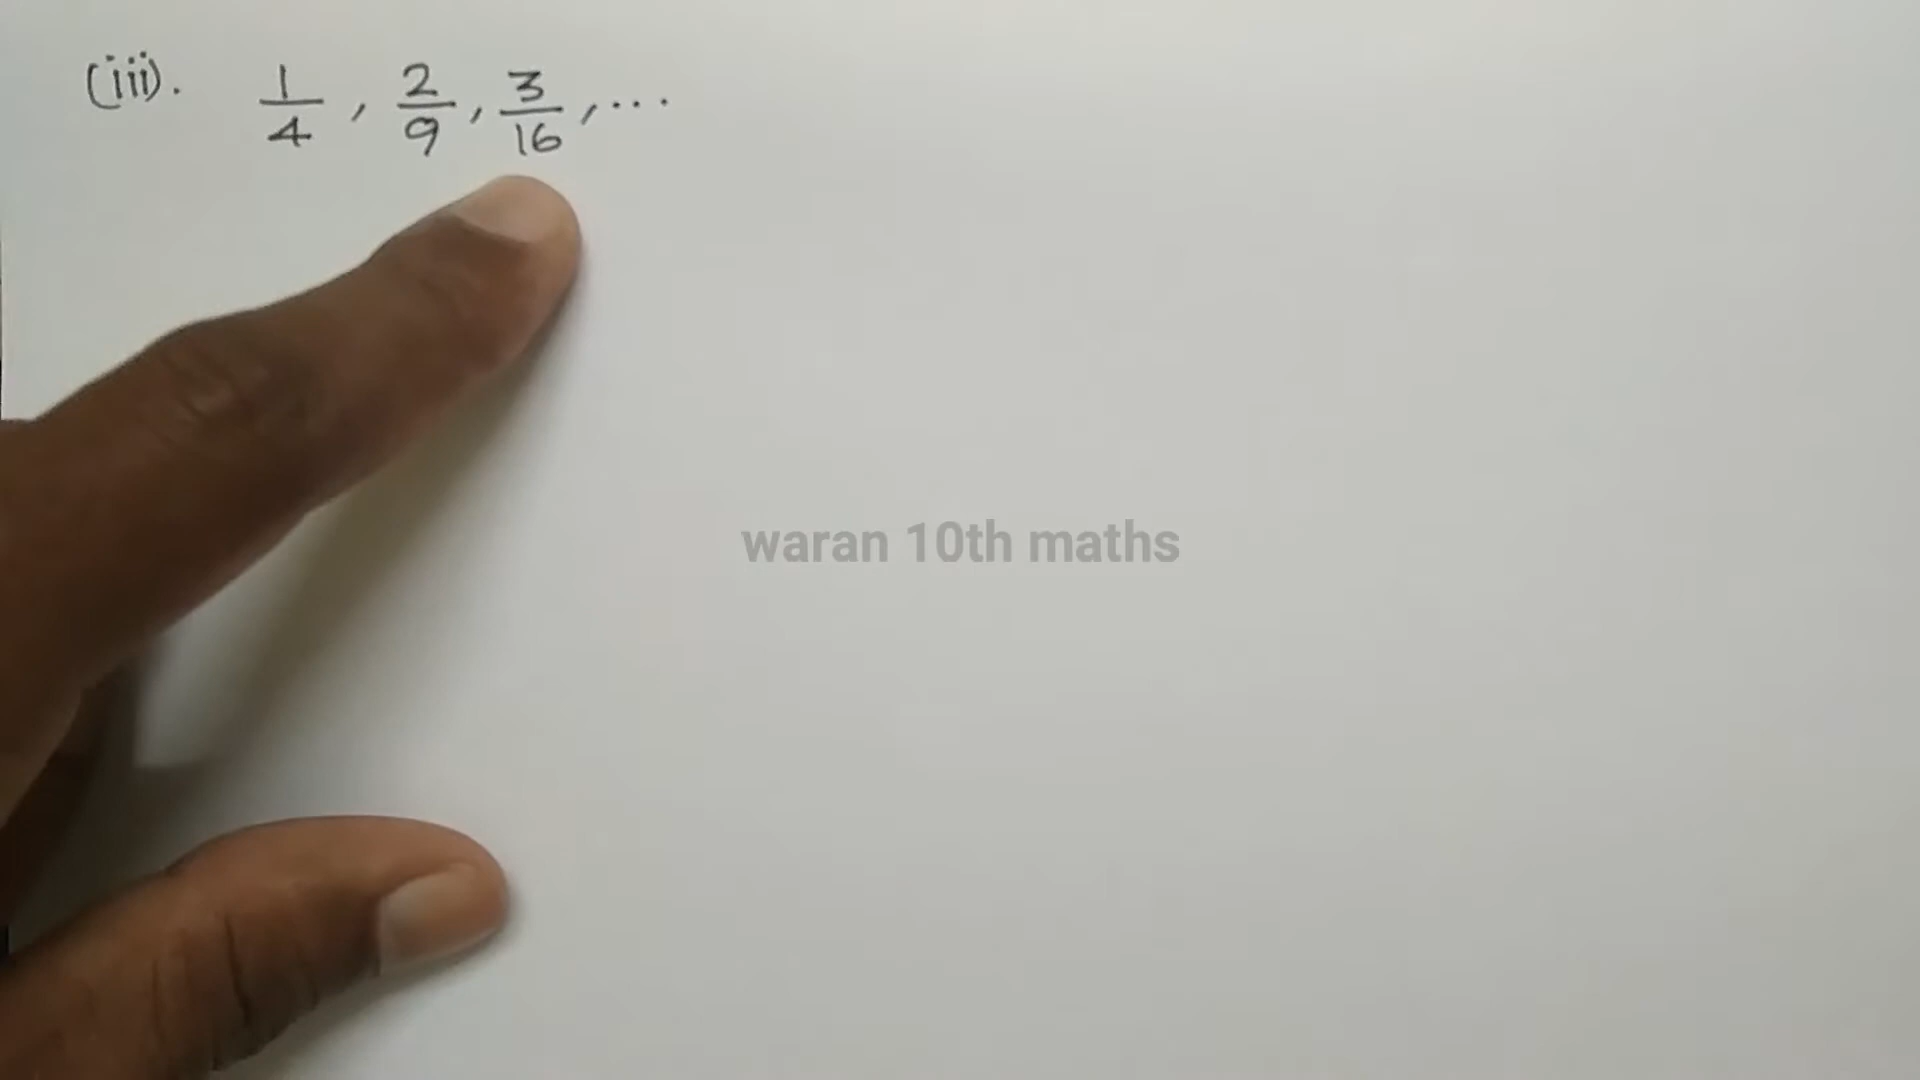 (iii). 1/4, 2/9, 3/16, ...
waran 10th maths